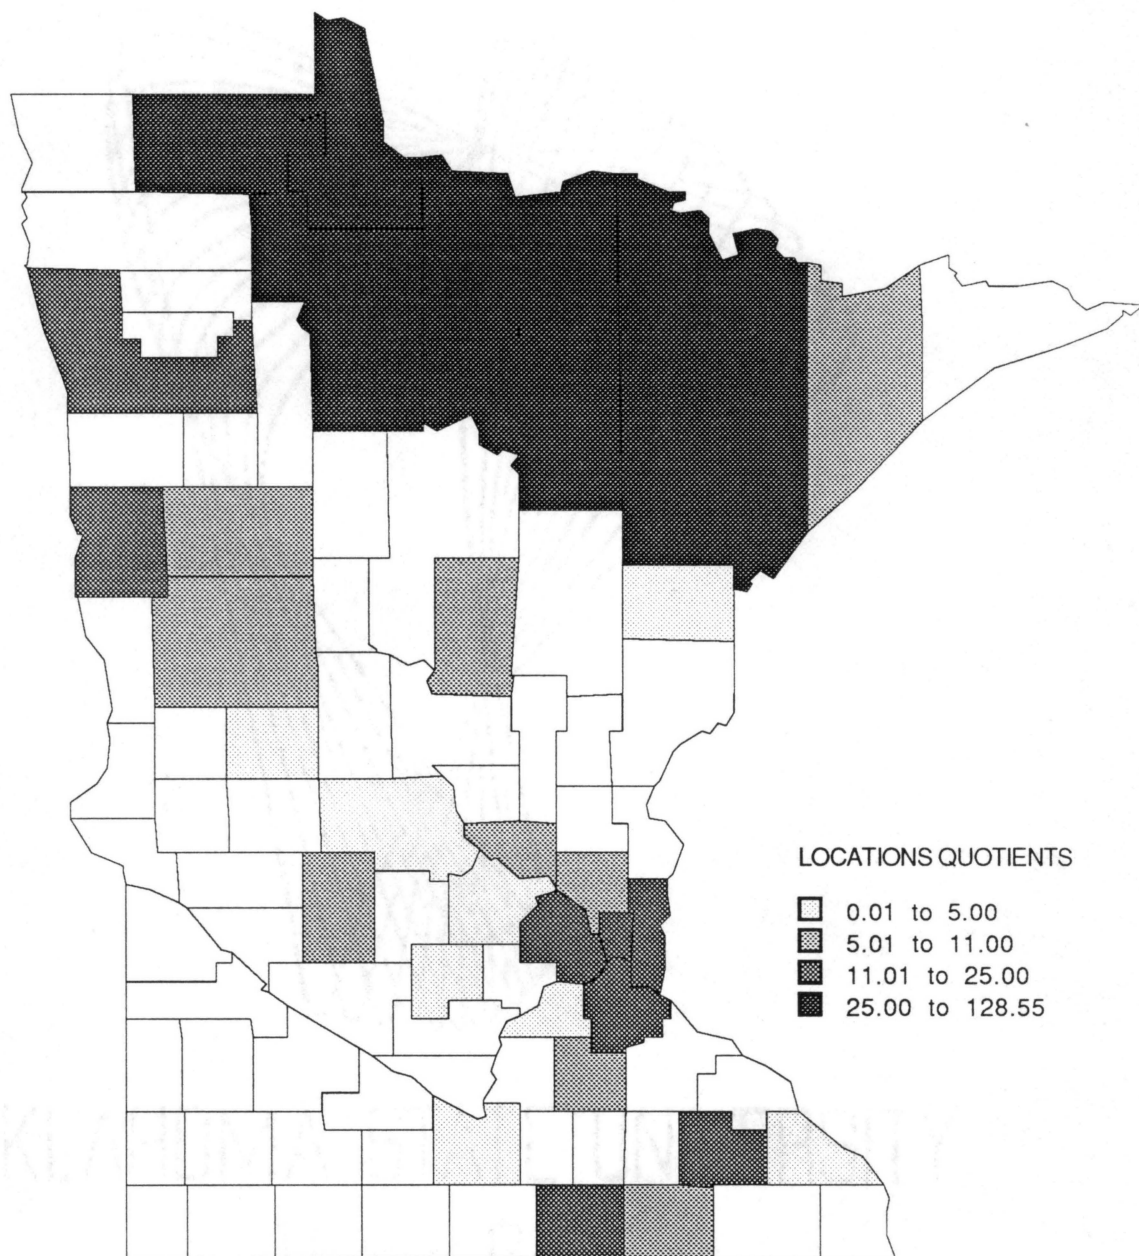 LOCATIONS QUOTIENTS
0.01 to 5.00
5.01 to 11.00
11.01 to 25.00
25.00 to 128.55